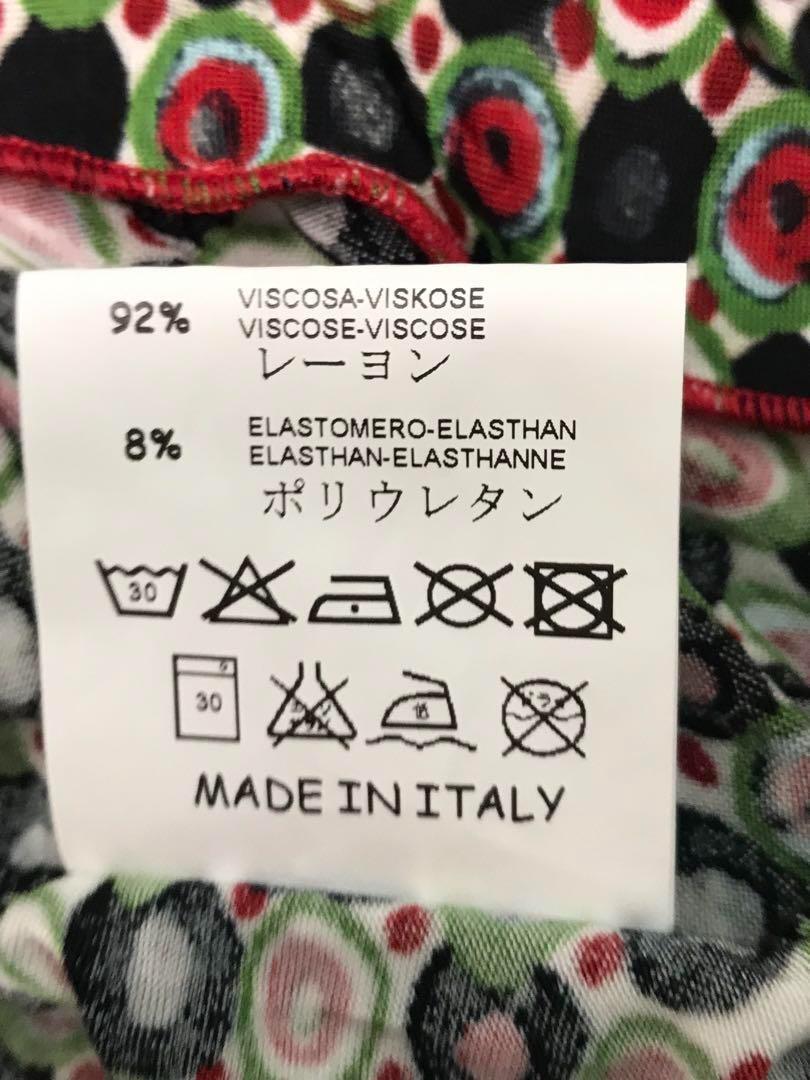 92% VISCOSA-VISKOSE
VISCOSE-VISCOSE
レーヨン
8% ELASTOMERO-ELASTHAN
ELASTHAN-ELASTHANNE
ポリウレタン
30
30
MADE IN ITALY